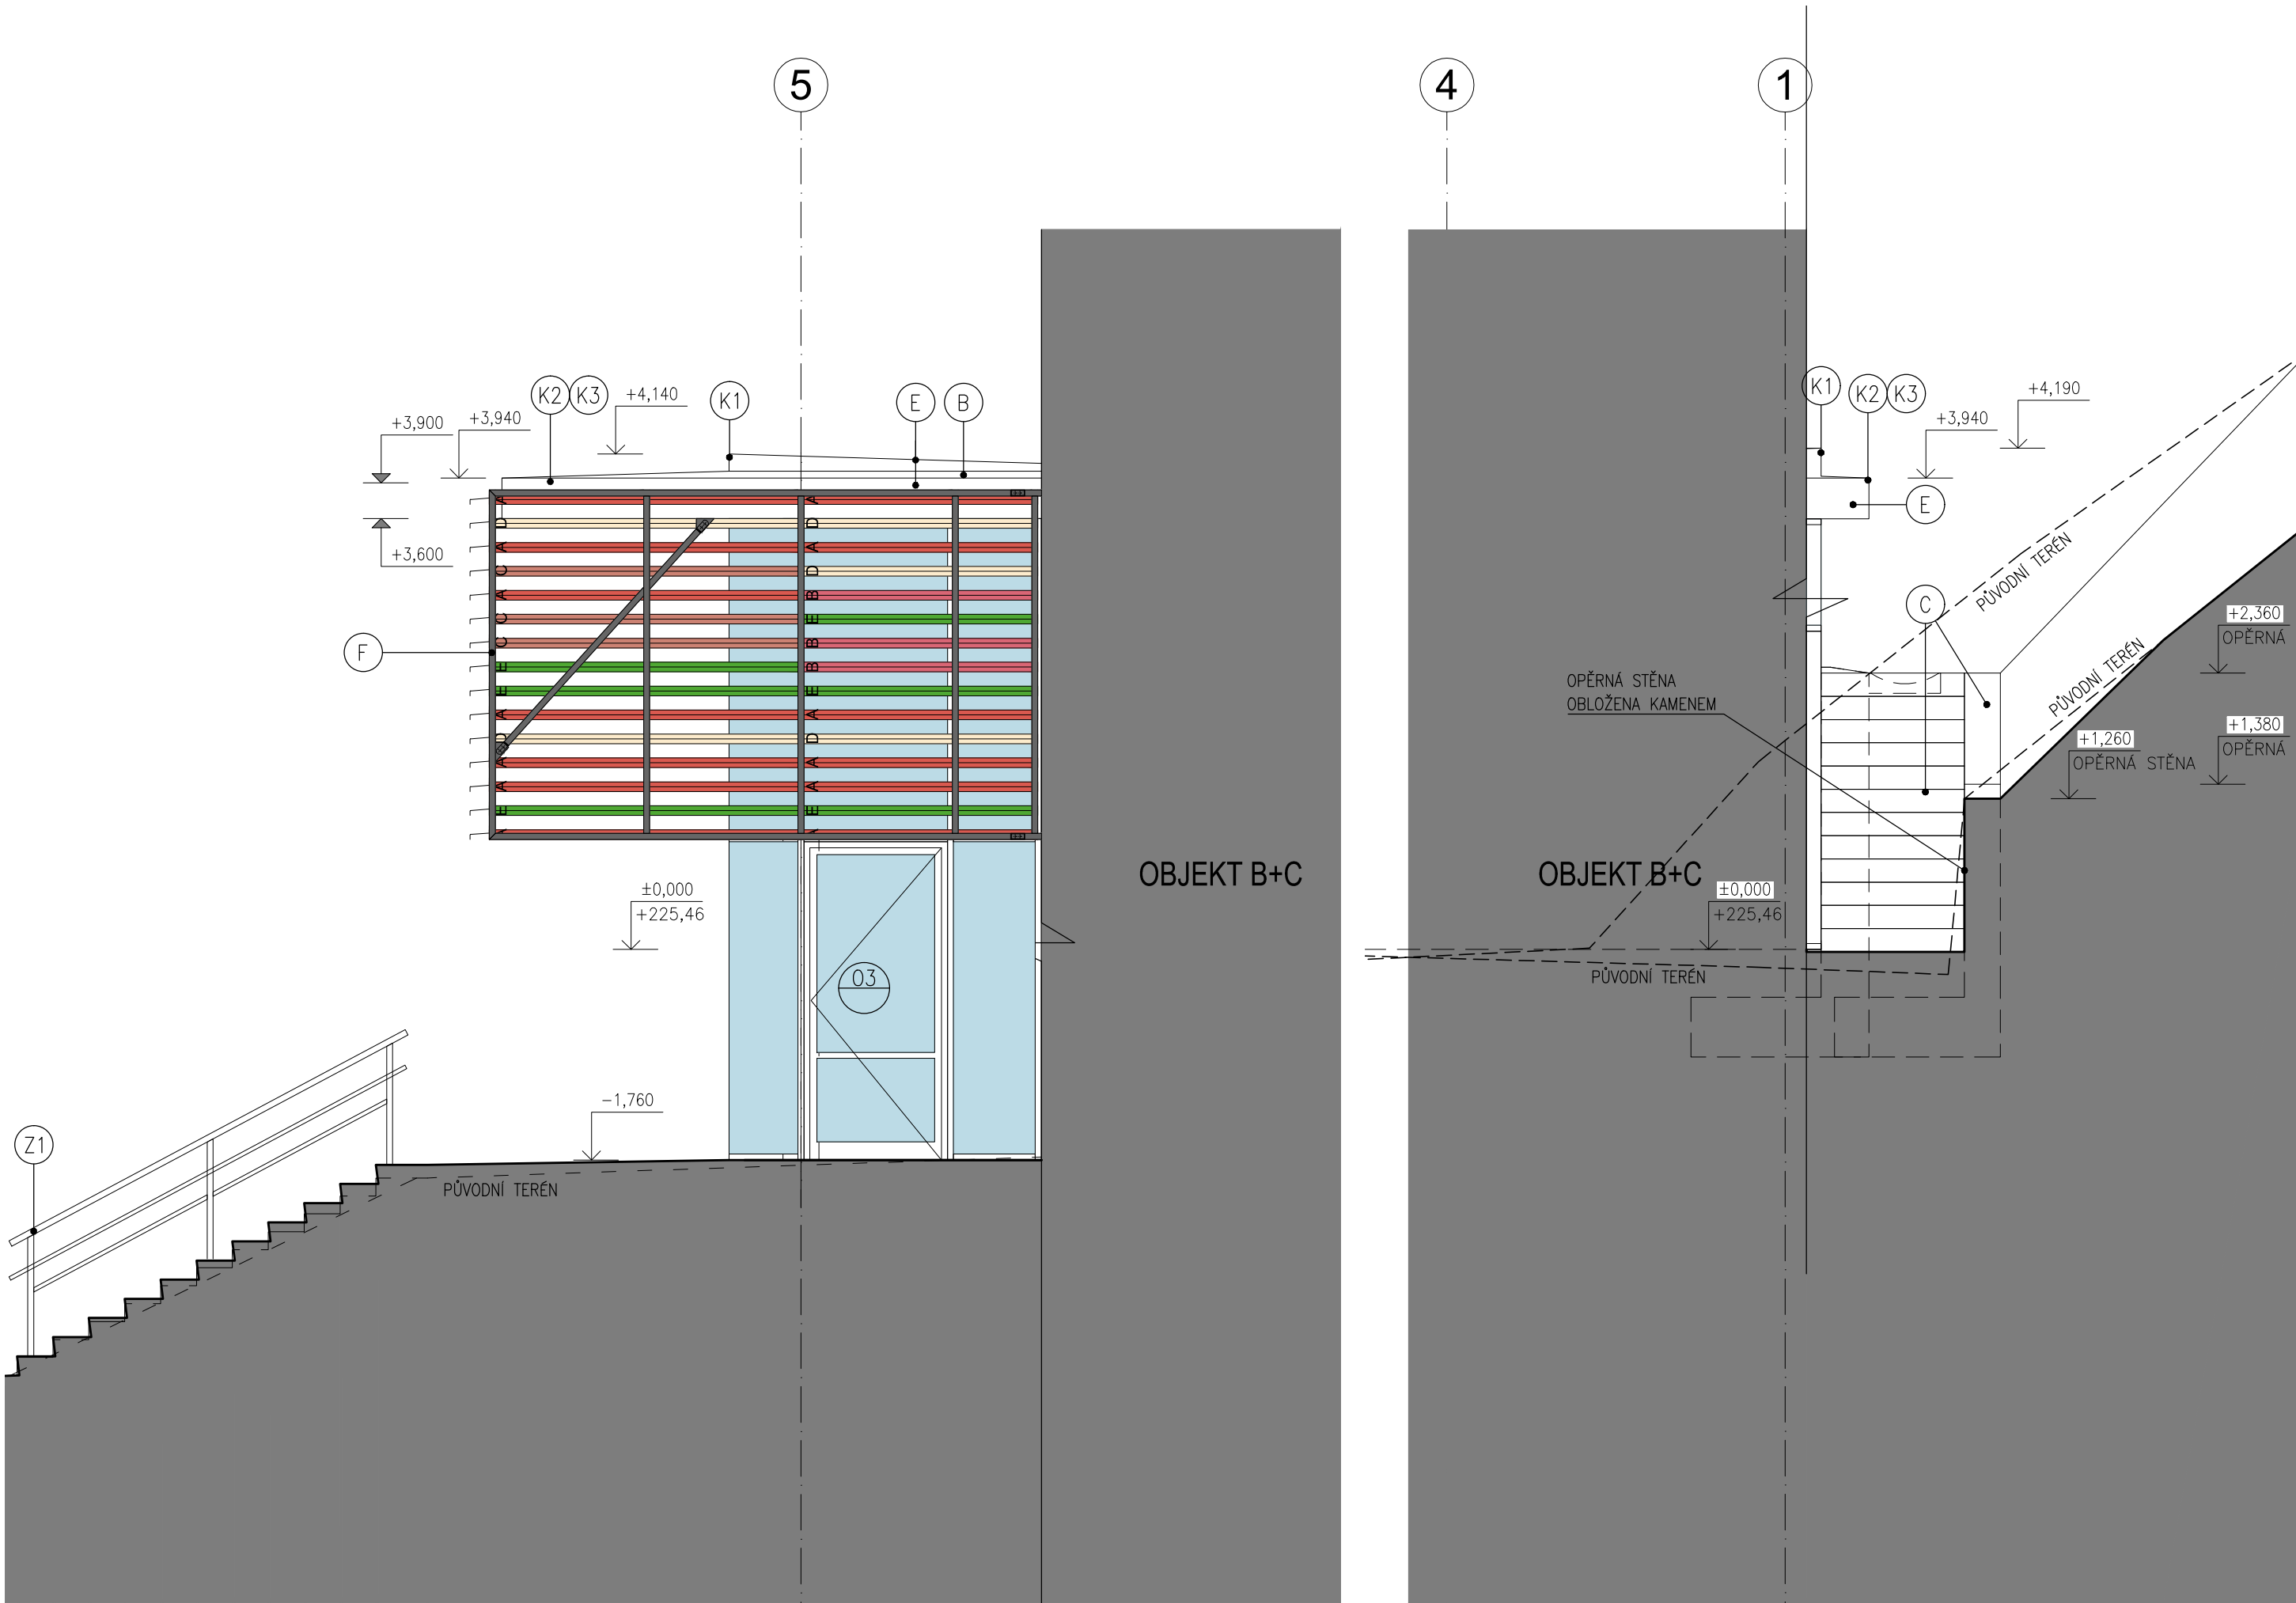 5
4
1
K2
K3
+4,140
K1
E
B
+3,900
+3,940
+3,600
K1
K2
K3
+4,190
+3,940
E
A
A
D
D
A
A
C
D
A
B
C
E
C
B
E
B
E
E
A
A
D
D
A
A
A
A
E
E
F
PŮVODNÍ TERÉN
C
+2,360
OPĚRNÁ
PŮVODNÍ TERÉN
OPĚRNÁ STĚNA
OBLOŽENA KAMENEM
+1,380
OPĚRNÁ
+1,260
OPĚRNÁ STĚNA
OBJEKT B+C
OBJEKT B+C
±0,000
+225,46
±0,000
+225,46
03
PŮVODNÍ TERÉN
-1,760
Z1
PŮVODNÍ TERÉN